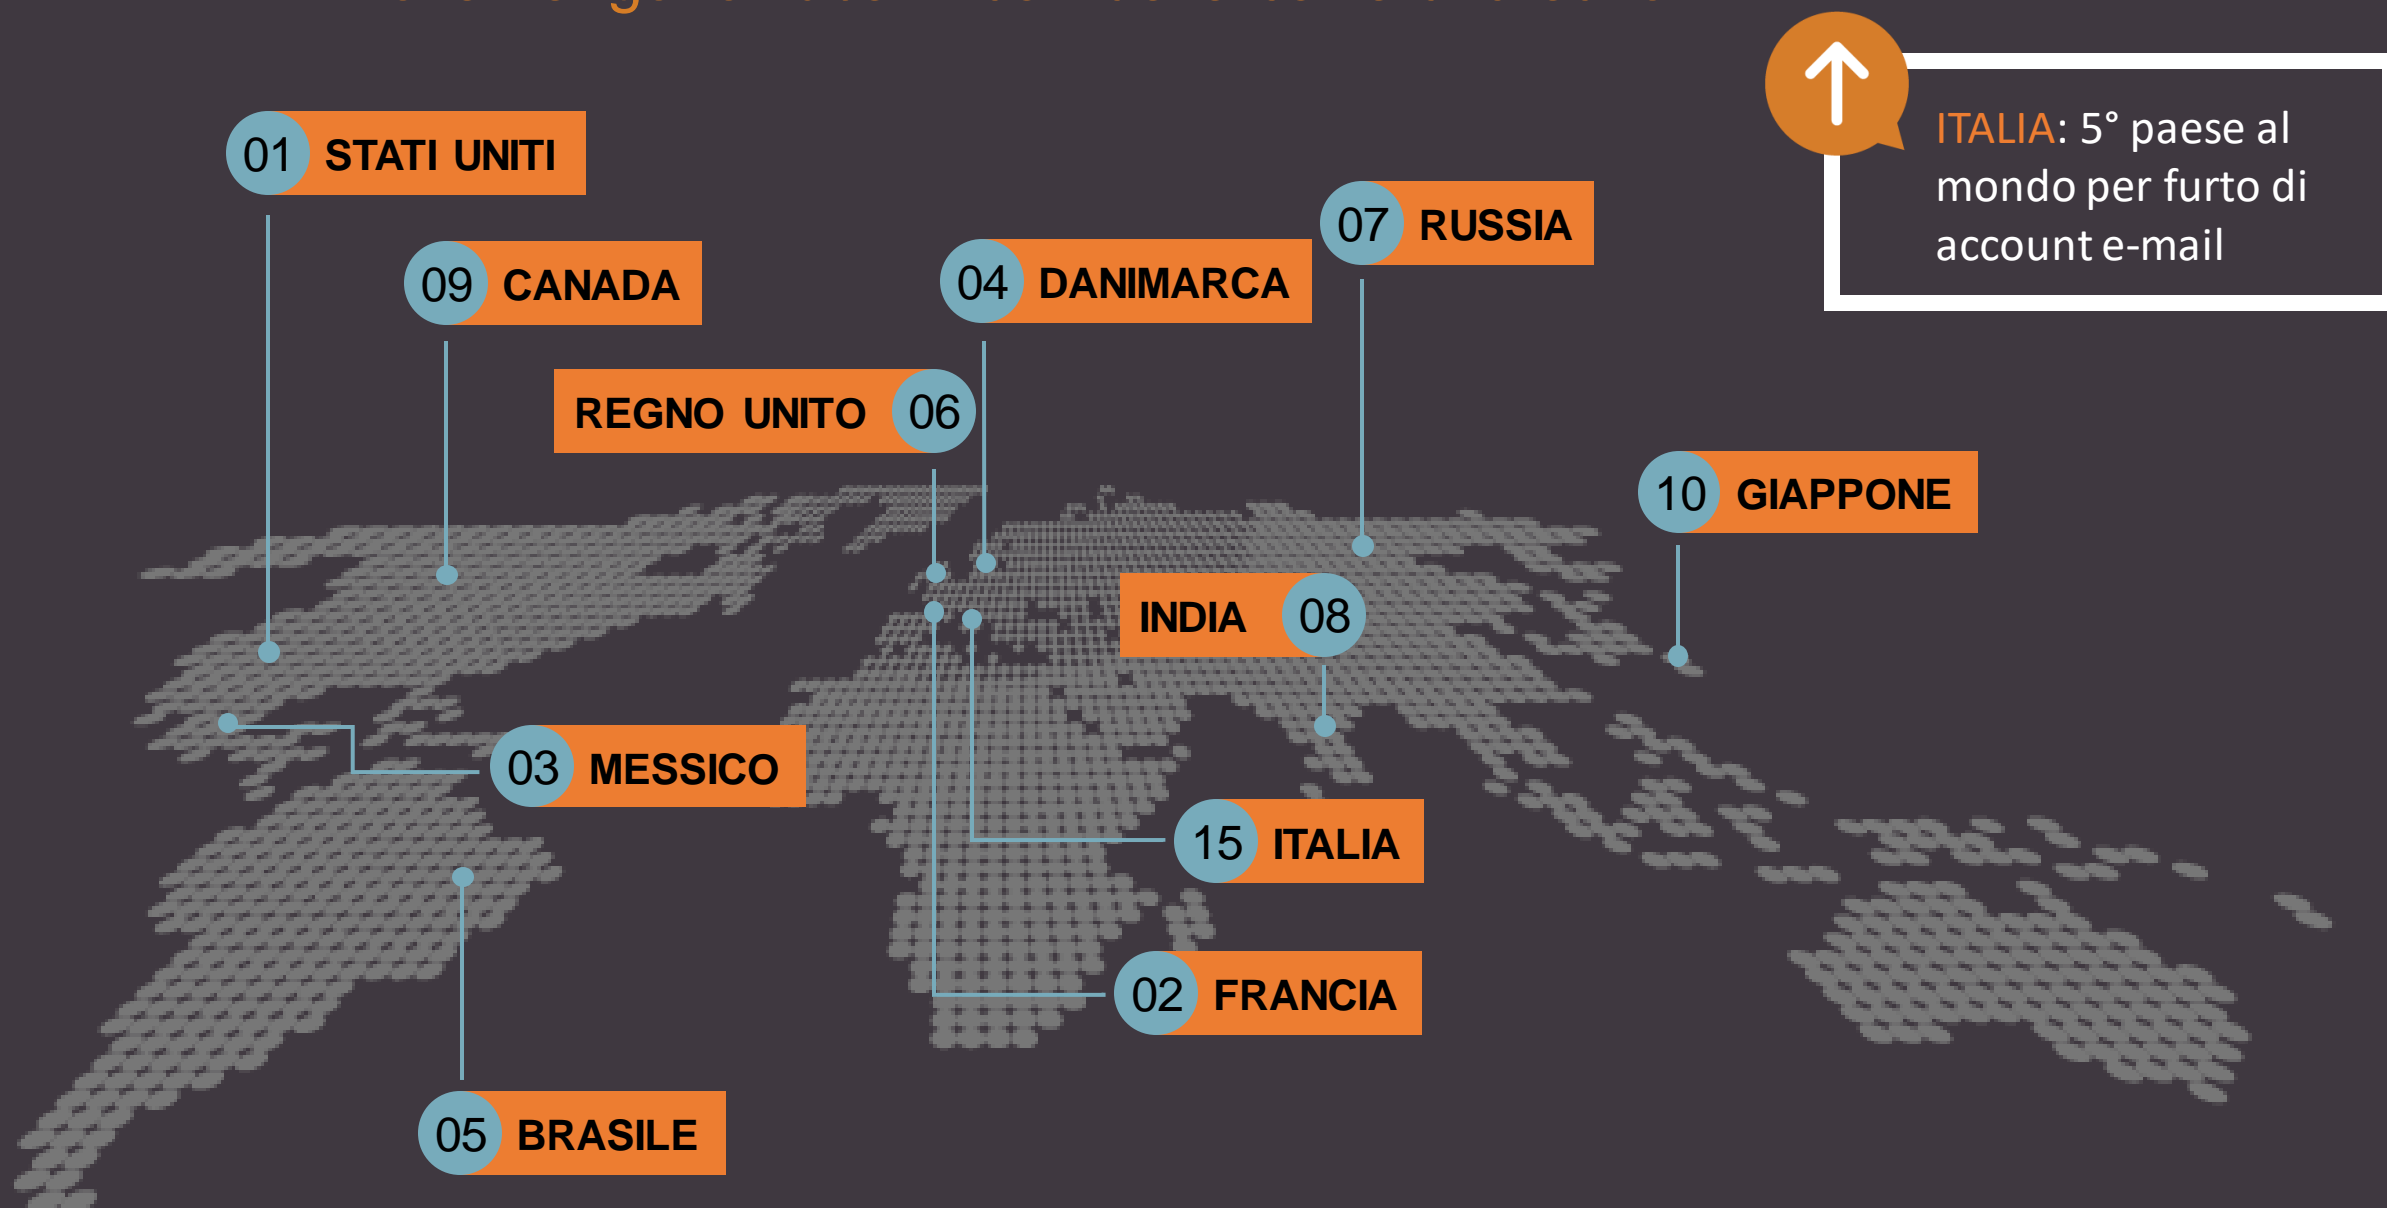 ITALIA: 5° paese al
mondo per furto di
account e-mail
01 STATI UNITI
07 RUSSIA
09 CANADA
04 DANIMARCA
REGNO UNITO 06
10 GIAPPONE
INDIA 08
03 MESSICO
15 ITALIA
02 FRANCIA
05 BRASILE